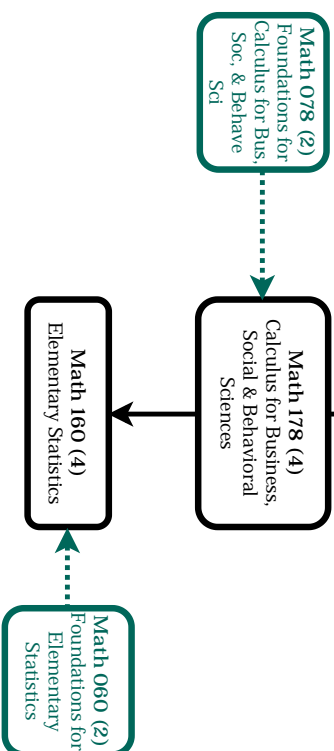 Math 078 (2)
Foundations for
Calculus for Bus,
Soc, & Behave
Sci
Math 178 (4)
Calculus for Business,
Social & Behavioral
Sciences
Math 160 (4)
Elementary Statistics
Math 060 (2)
Foundations for
Elementary
Statistics